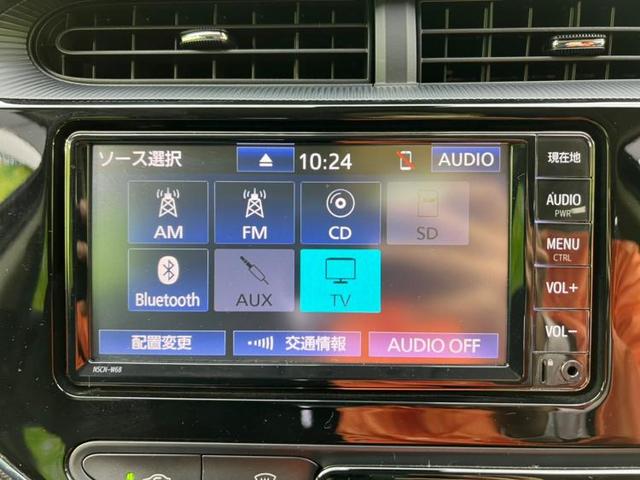 ソース選択
10:24
AUDIO
AM
FM
CD
SD
Bluetooth
AUX
TV
配置変更
交通情報
AUDIO OFF
NSCN-W68
現在地
AUDIO
PWR
MENU
CTRL
VOL+
VOL-